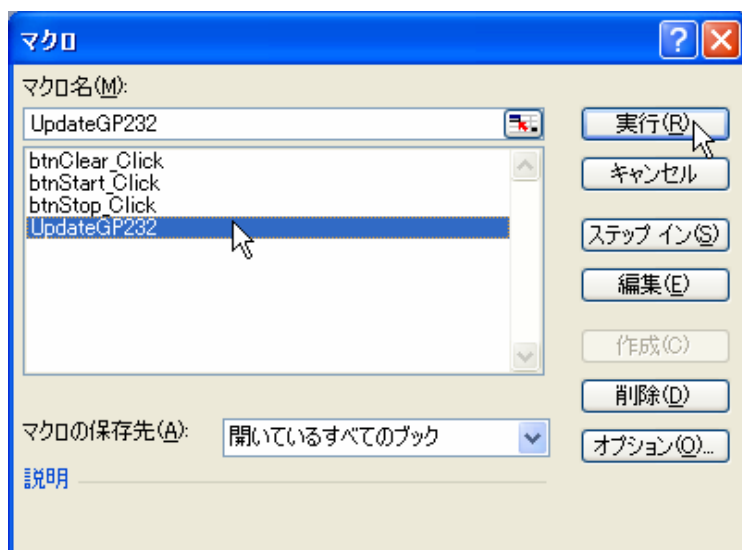 マクロ
マクロ名(M):
UpdateGP232
btnClear_Click
btnStart_Click
btnStop_Click
UpdateGP232
マクロの保存先(A):
開いているすべてのブック
説明
実行(R)
キャンセル
ステップ イン(S)
編集(E)
作成(C)
削除(D)
オプション(O)...